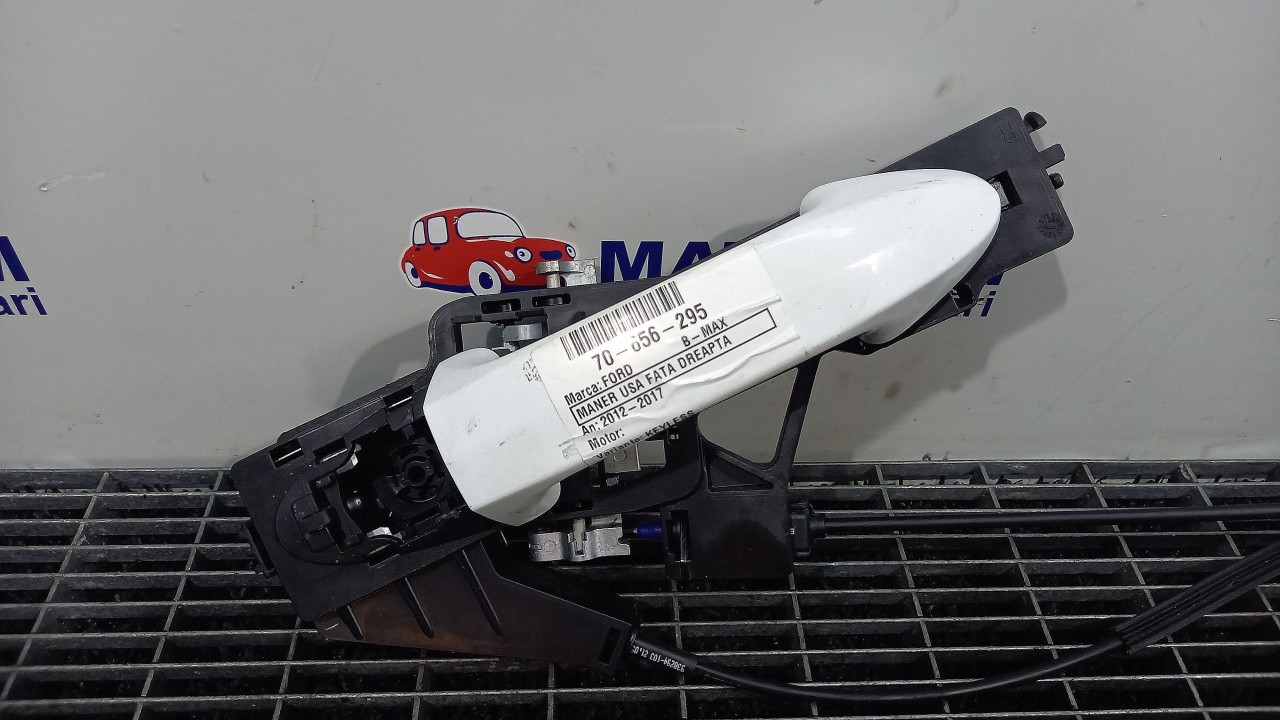 70-656-295
Marca: FORD B-MAX
MANER USA FATA DREAPTA
An: 2012-2017
Motor:
KEYLESS
R